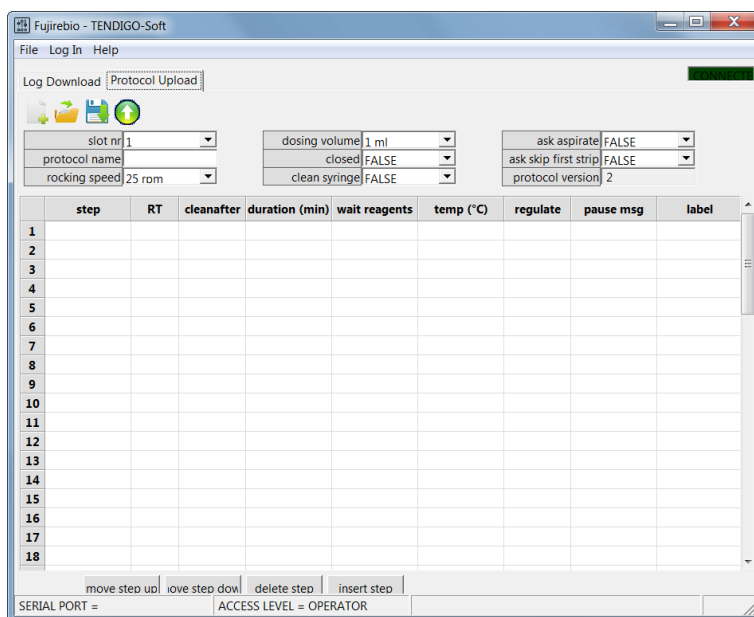 Fujirebio - TENDIGO-Soft
File Log In Help
Log Download Protocol Upload CONNECTE
slot nr 1 dosing volume 1 ml ask aspirate FALSE
protocol name closed FALSE ask skip first strip FALSE
rocking speed 25 rpm clean syringe FALSE protocol version 2
step RT cleanafter duration (min) wait reagents temp (°C) regulate pause msg label
1
2
3
4
5
6
7
8
9
10
11
12
13
14
15
16
17
18
move step up ove step dow delete step insert step
SERIAL PORT = ACCESS LEVEL = OPERATOR